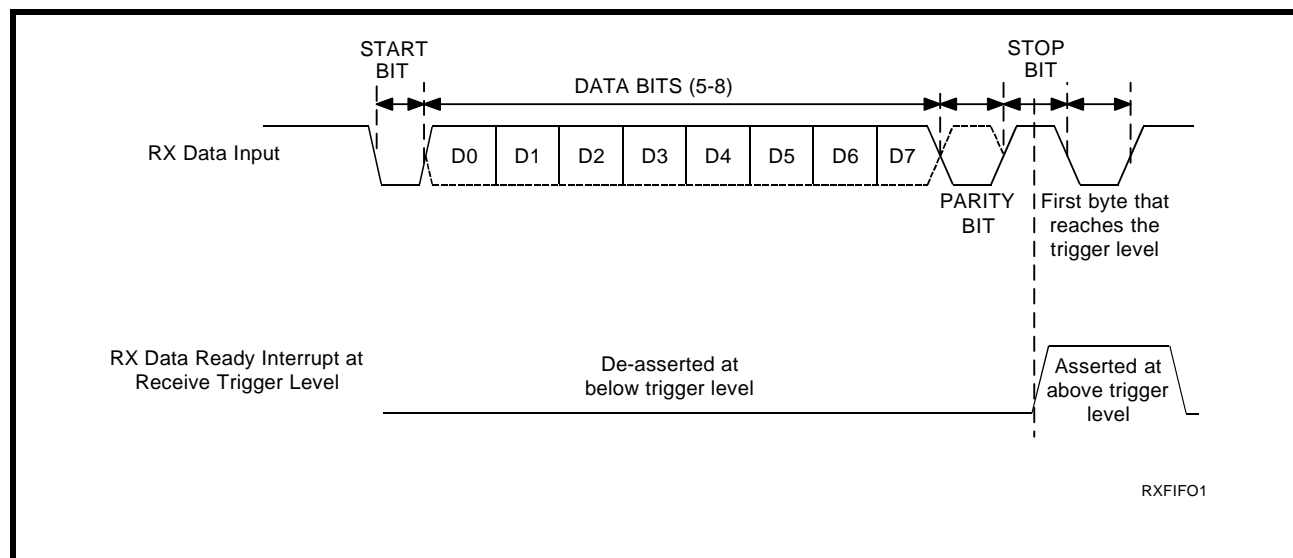 START
BIT
STOP
BIT
DATA BITS (5-8)
RX Data Input
D0 D1 D2 D3 D4 D5 D6 D7
PARITY
BIT
First byte that
reaches the
trigger level
RX Data Ready Interrupt at
Receive Trigger Level
De-asserted at
below trigger level
Asserted at
above trigger
level
RXFIFO1